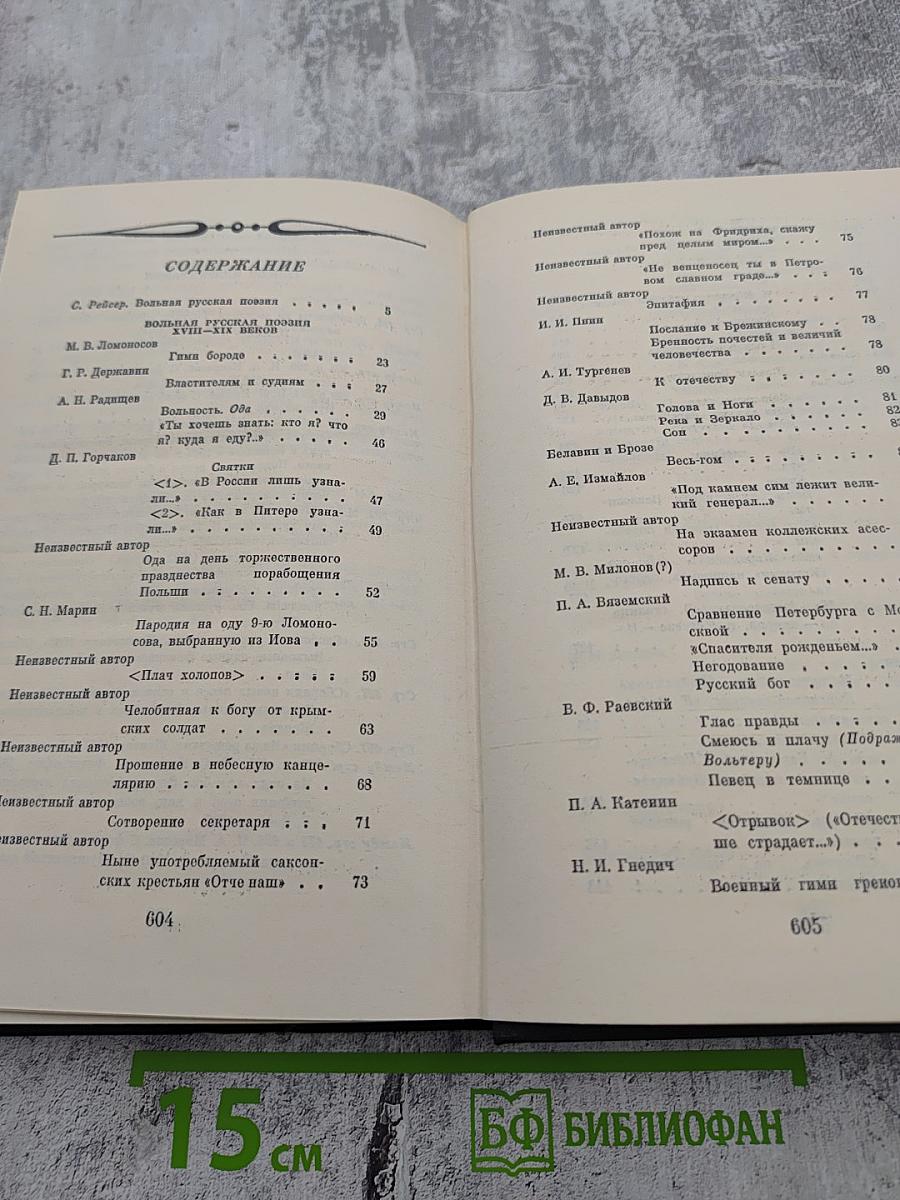 СОДЕРЖАНИЕ
С. Рейсер. Вольная русская поэзия . . . . . 5
ВОЛЬНАЯ РУССКАЯ ПОЭЗИЯ
XVIII—XIX ВЕКОВ
М. В. Ломоносов
Гимн бороде . . . . . . 23
Г. Р. Державин
Властителям и судиям . . . 27
А. Н. Радищев
Вольность. Ода . . . . . . 29
«Ты хочешь знать: кто я? что
я? куда я еду?..» . . . . . 46
Д. П. Горчаков
Святки
<1>. «В России лишь узна-
ли...» . . . . . . . . . 47
<2>. «Как в Питере узна-
ли...» . . . . . . . . . 49
Неизвестный автор
Ода на день торжественного
празднества порабощения
Польши . . . . . . . . 52
С. Н. Марин
Пародия на оду 9-ю Ломоно-
сова, выбранную из Иова . . 55
Неизвестный автор
<Плач холопов> . . . . . 59
Неизвестный автор
Челобитная к богу от крым-
ских солдат . . . . . . . 63
Неизвестный автор
Прошение в небесную канце-
лярию . . . . . . . . . . 68
Неизвестный автор
Сотворение секретаря . . . 71
еизвестный автор
Ныне употребляемый саксон-
ских крестьян «Отче наш» . . 73
604
Неизвестный автор
«Похож на Фридриха, скажу
пред целым миром...» . . . 75
Неизвестный автор
«Не венценосец ты в Петро-
вом славном граде...» . . . 76
Неизвестный автор
Эпитафия . . . . . . . 77
И. И. Пнин
Послание к Брежинскому . . 78
Бренность почестей и величий
человечества . . . . . . . 78
А. И. Тургенев
К отечеству . . . . . . 80
Д. В. Давыдов
Голова и Ноги . . . . . . 81
Река и Зеркало . . . . . . 82
Сон . . . . . . . . .
Белавин и Брозе
Весь-гом . . . . . . .
А. Е. Измайлов
«Под камнем сим лежит вели-
кий генерал...» . . . . . .
Неизвестный автор
На экзамен коллежских асес-
соров . . . . . . . . .
М. В. Милонов(?)
Надпись к сенату . . . .
П. А. Вяземский
Сравнение Петербурга с Мо
сквой . . . . . . . .
«Спасителя рожденьем...» .
Негодование . . . . .
Русский бог . . . . .
В. Ф. Раевский
Глас правды . . . .
Смеюсь и плачу (Подраж
Вольтеру) . . . . .
Певец в темнице . .
П. А. Катенин
<Отрывок> («Отечест
ше страдает...») . . .
Н. И. Гнедич
Военный гимн греков
605
15 см
БФ БИБЛИОФАН